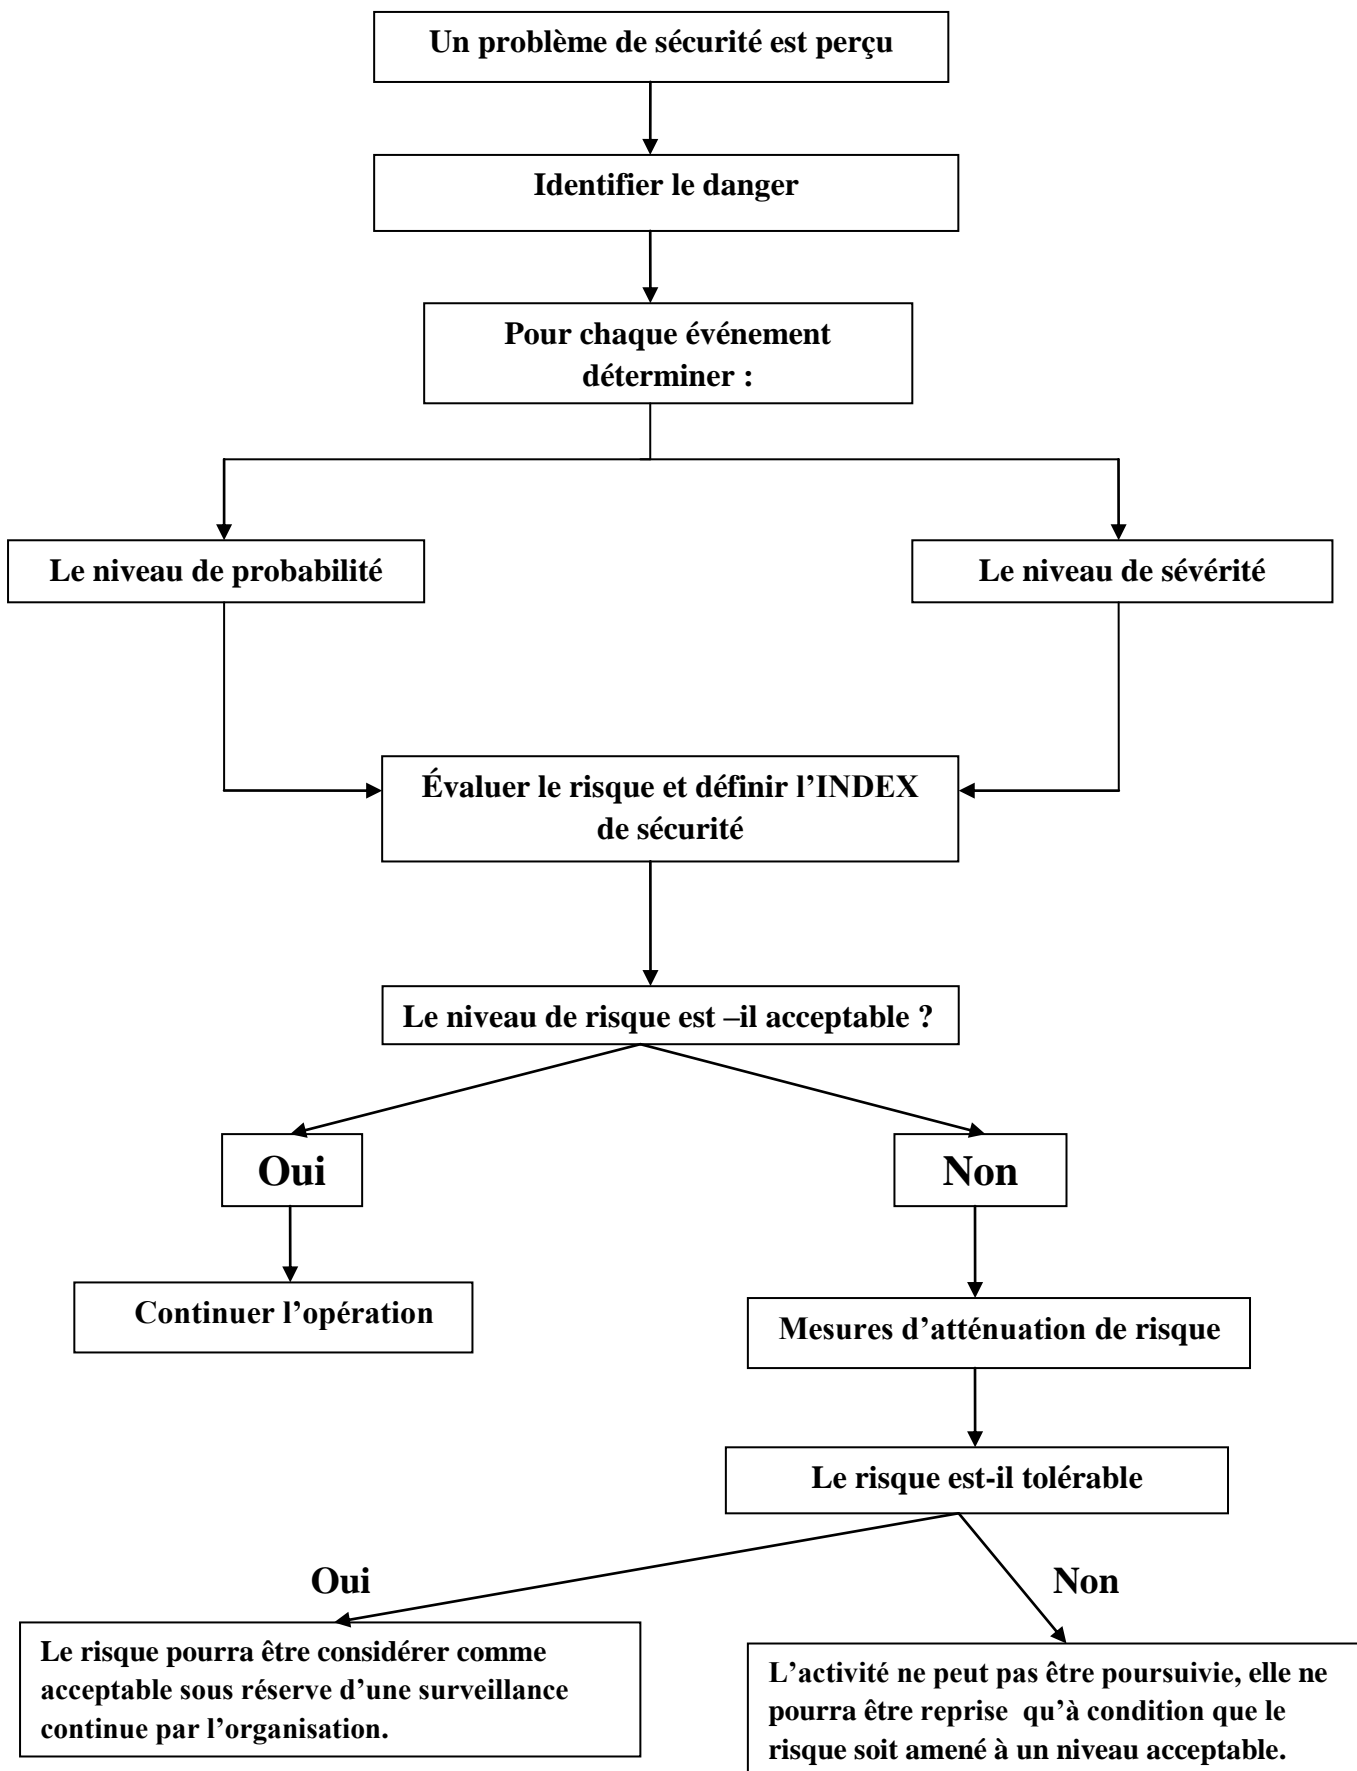 Un problème de sécurité est perçu
Identifier le danger
Pour chaque événement
déterminer :
Le niveau de probabilité
Le niveau de sévérité
Évaluer le risque et définir l’INDEX
de sécurité
Le niveau de risque est –il acceptable ?
Oui
Non
Continuer l’opération
Mesures d’atténuation de risque
Le risque est-il tolérable
Oui
Non
Le risque pourra être considérer comme
acceptable sous réserve d’une surveillance
continue par l’organisation.
L’activité ne peut pas être poursuivie, elle ne
pourra être reprise qu’à condition que le
risque soit amené à un niveau acceptable.